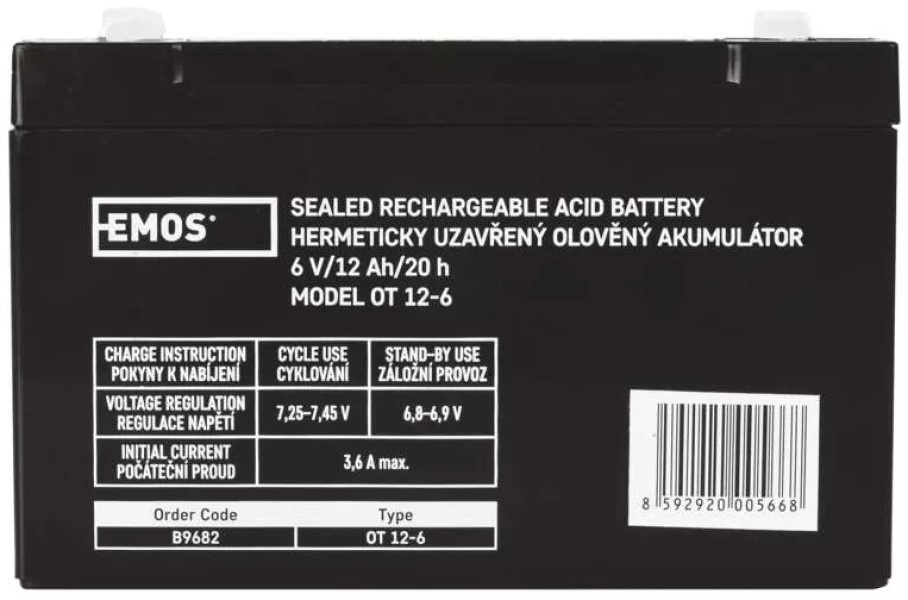 EMOS
SEALED RECHARGEABLE ACID BATTERY
HERMETICKY UZAVŘENÝ OLOVĚNÝ AKUMULÁTOR
6 V/12 Ah/20 h
MODEL OT 12-6
CHARGE INSTRUCTION
POKYNY K NABÍJENÍ
CYCLE USE
CYKLOVÁNÍ
STAND-BY USE
ZÁLOŽNÍ PROVOZ
VOLTAGE REGULATION
REGULACE NAPĚTÍ
7,25-7,45 V
6,8-6,9 V
INITIAL CURRENT
POČÁTEČNÍ PROUD
3,6 A max.
Order Code
Type
B9682
OT 12-6
8 592920 005668